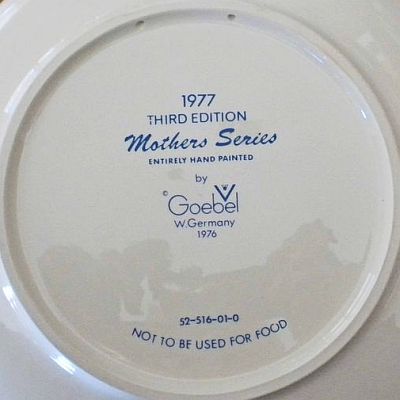 1977
THIRD EDITION
Mothers Series
ENTIRELY HAND PAINTED
by
© Goebel
W. Germany
1976
52-516-01-0
NOT TO BE USED FOR FOOD